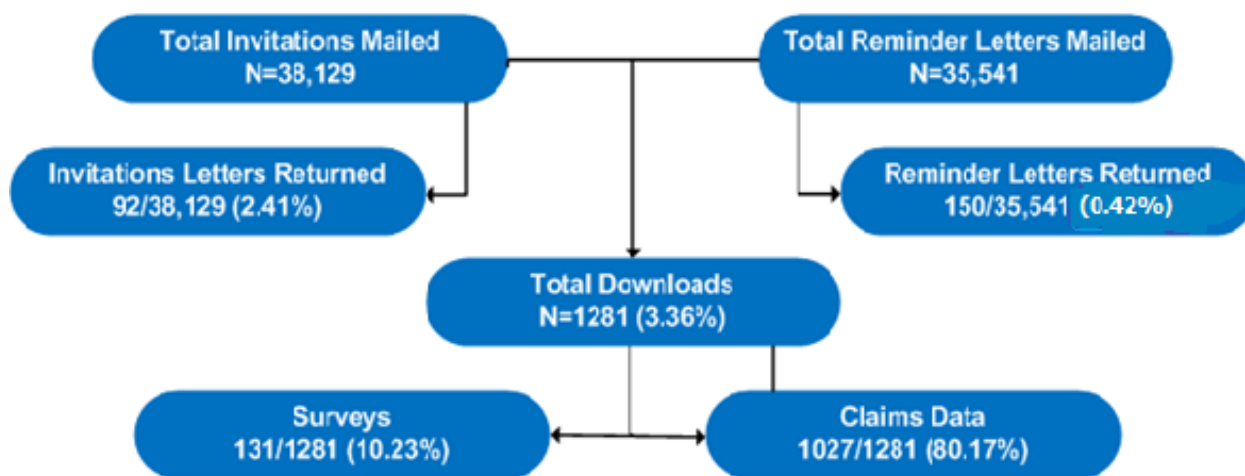 Total Invitations Mailed
N=38,129
Total Reminder Letters Mailed
N=35,541
Invitations Letters Returned
92/38,129 (2.41%)
Reminder Letters Returned
150/35,541 (0.42%)
Total Downloads
N=1281 (3.36%)
Surveys
131/1281 (10.23%)
Claims Data
1027/1281 (80.17%)